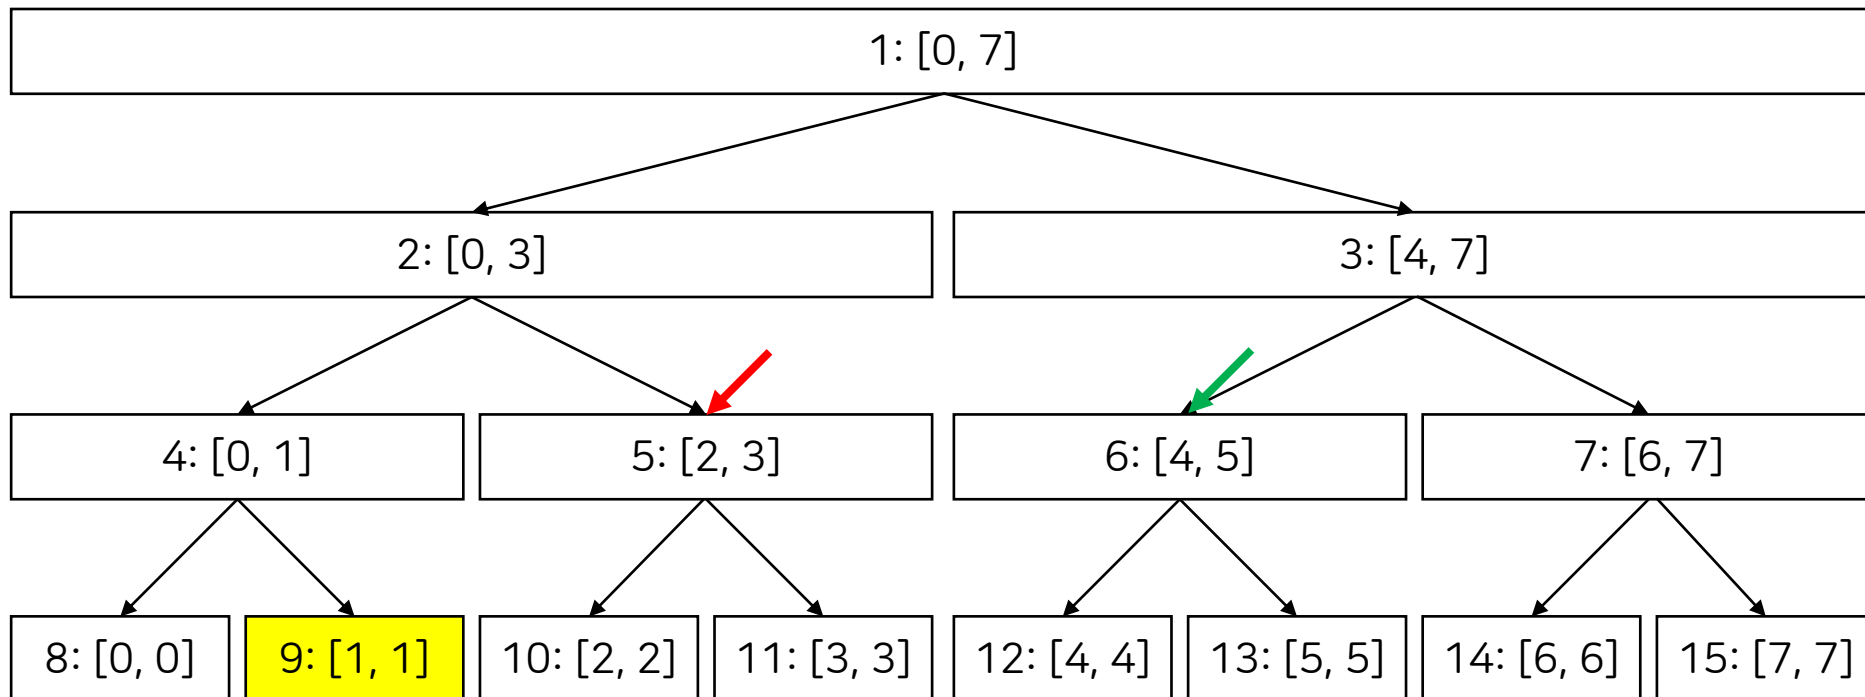 1: [0, 7]
2: [0, 3]
3: [4, 7]
4: [0, 1]
5: [2, 3]
6: [4, 5]
7: [6, 7]
8: [0, 0]
9: [1, 1]
10: [2, 2]
11: [3, 3]
12: [4, 4]
13: [5, 5]
14: [6, 6]
15: [7, 7]